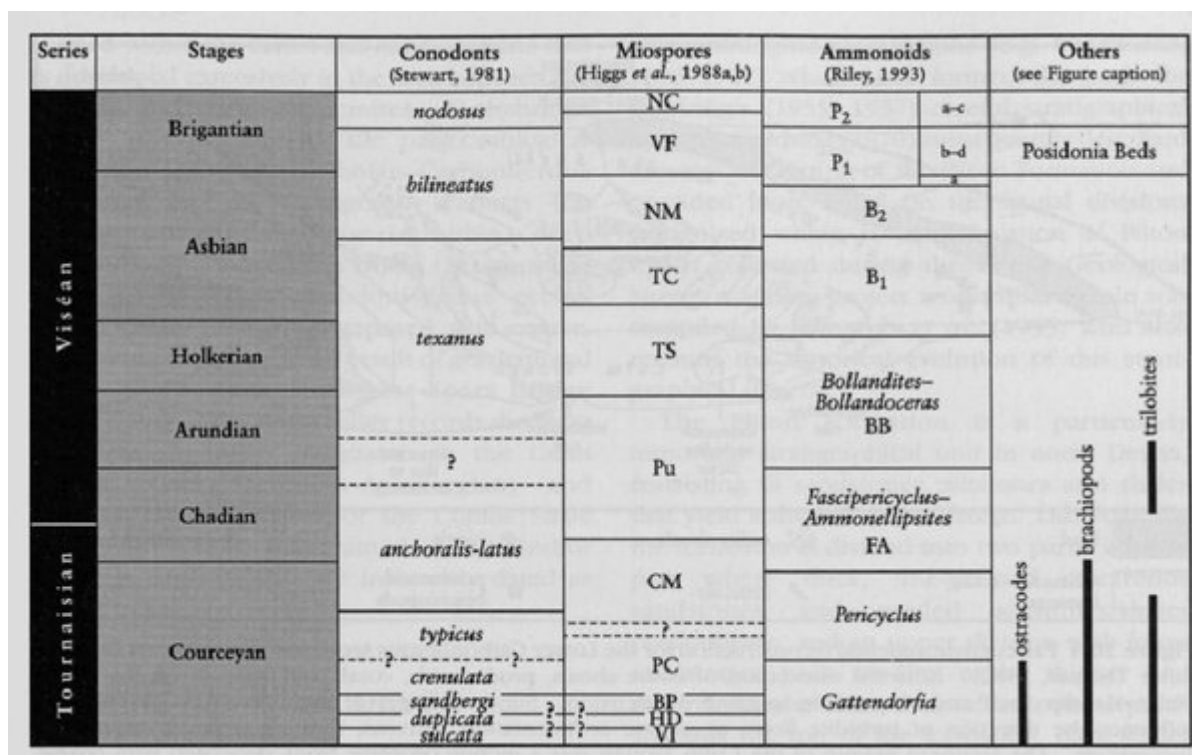 Series
Stages
Conodonts
(Stewart, 1981)
Miospores
(Higgs et al., 1988a,b)
Ammonoids
(Riley, 1993)
Others
(see Figure caption)
Viséan
Tournaisian
Brigantian
Asbian
Holkerian
Arundian
Chadian
Courceyan
nodosus
bilineatus
texanus
?
anchoralis-latus
typicus
? ?
crenulata
sandbergi
duplicata
sulcata
NC
VF
NM
TC
TS
Pu
CM
?
PC
? ? BP
? ? HD
? ? VI
P2 a–c
P1 b–d
a
B2
B1
Bollandites–
Bollandoceras
BB
Fascipericyclus–
Ammonellipsites
FA
Pericyclus
Gattendorfia
Posidonia Beds
ostracodes
brachiopods
trilobites